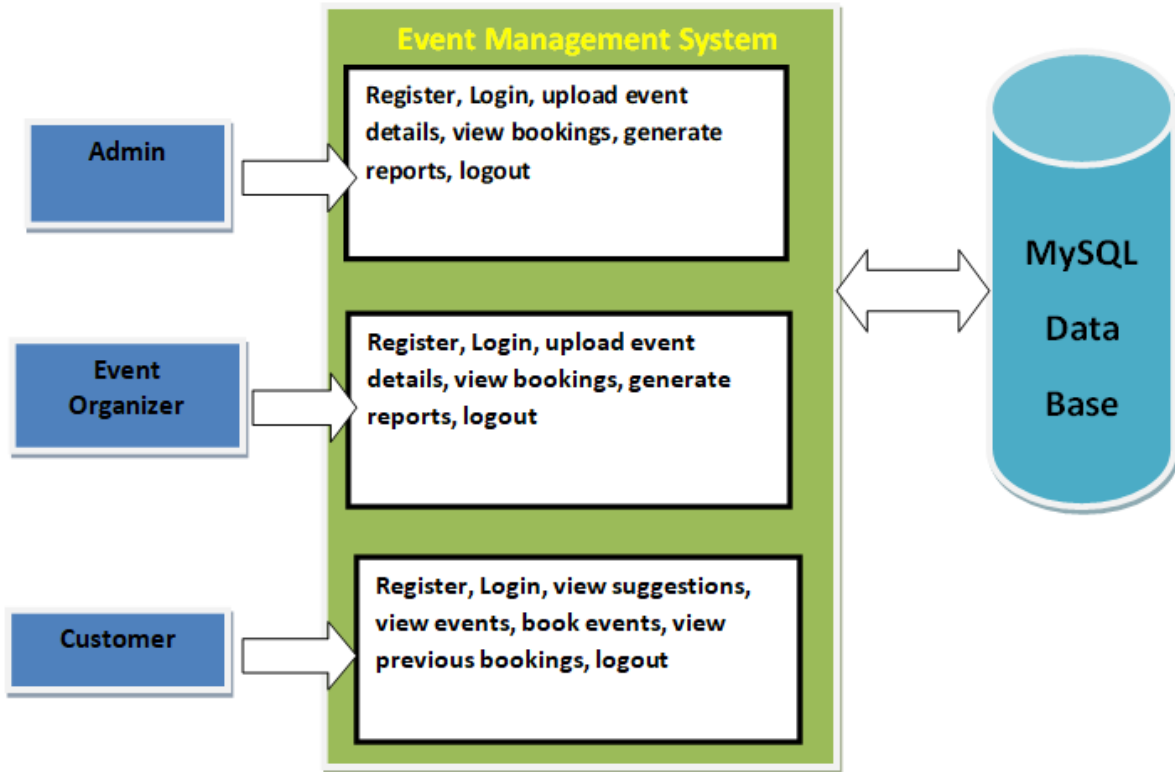 Event Management System
Admin
Register, Login, upload event
details, view bookings, generate
reports, logout
Event
Organizer
Register, Login, upload event
details, view bookings, generate
reports, logout
Customer
Register, Login, view suggestions,
view events, book events, view
previous bookings, logout
MySQL
Data
Base